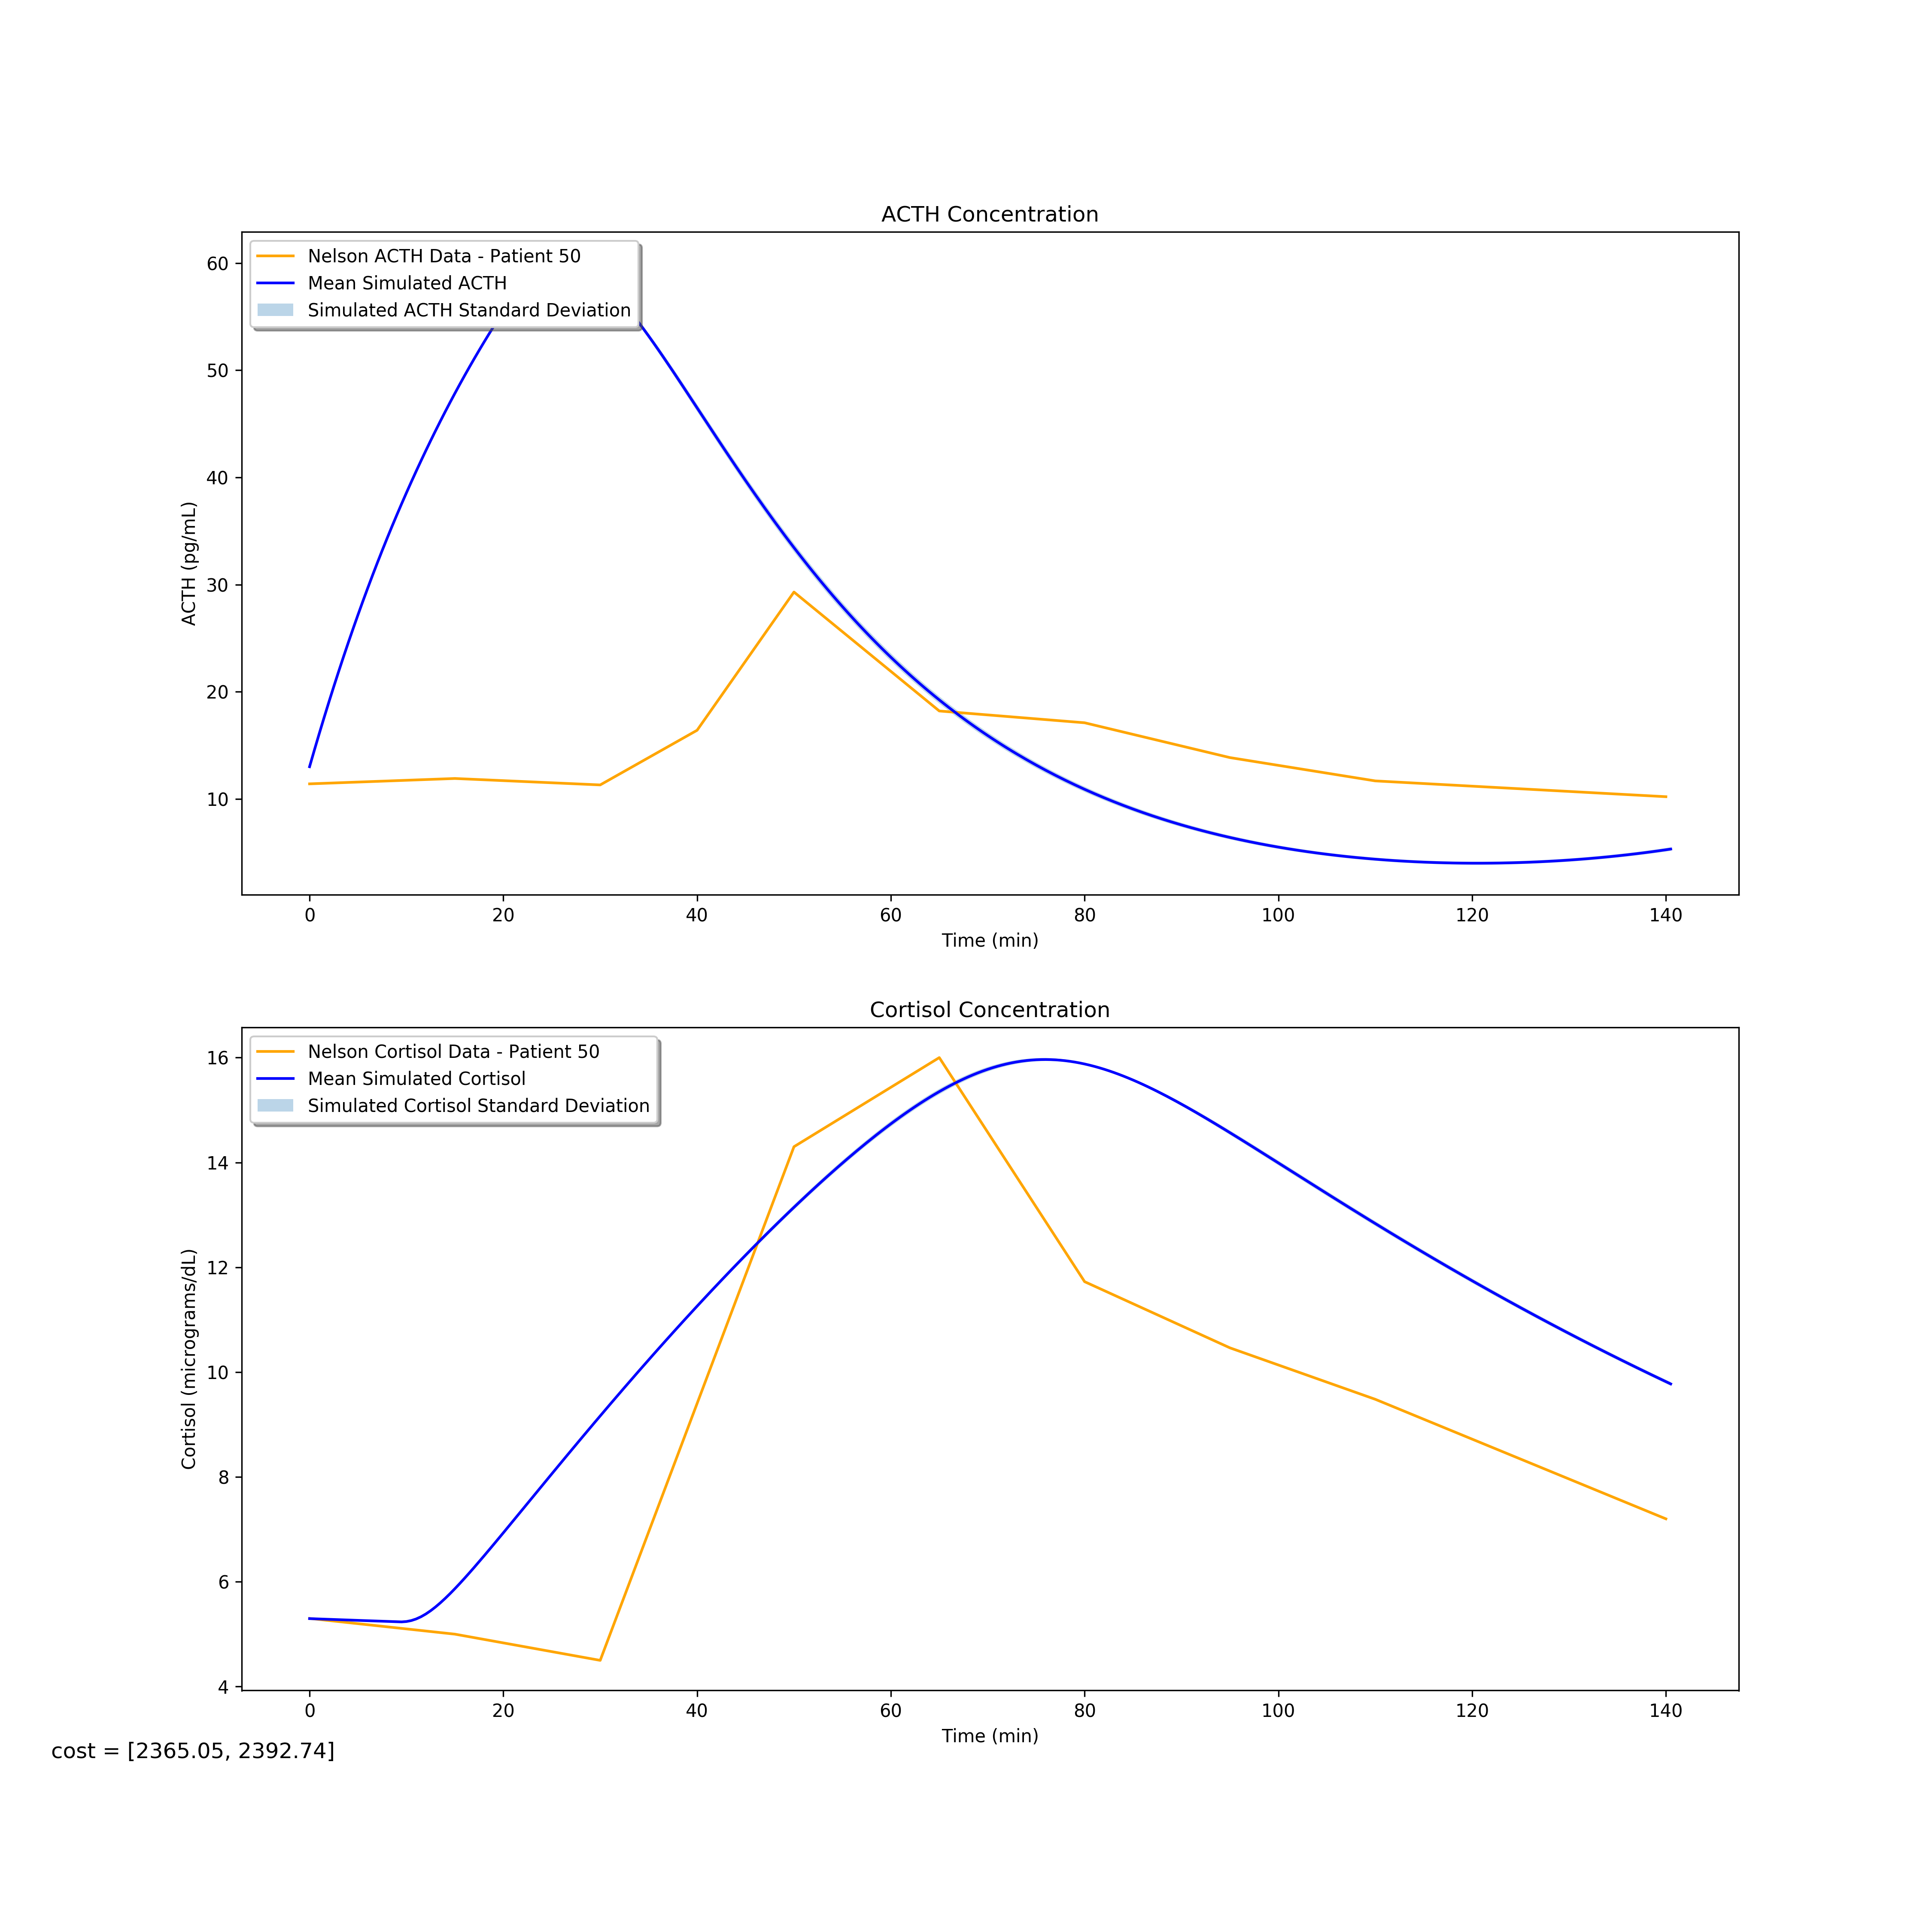 ACTH Concentration
Nelson ACTH Data - Patient 50
Mean Simulated ACTH
Simulated ACTH Standard Deviation
60
50
40
30
20
10
ACTH (pg/mL)
0 20 40 60 80 100 120 140
Time (min)
Cortisol Concentration
Nelson Cortisol Data - Patient 50
Mean Simulated Cortisol
Simulated Cortisol Standard Deviation
16
14
12
10
8
6
4
Cortisol (micrograms/dL)
0 20 40 60 80 100 120 140
Time (min)
cost = [2365.05, 2392.74]